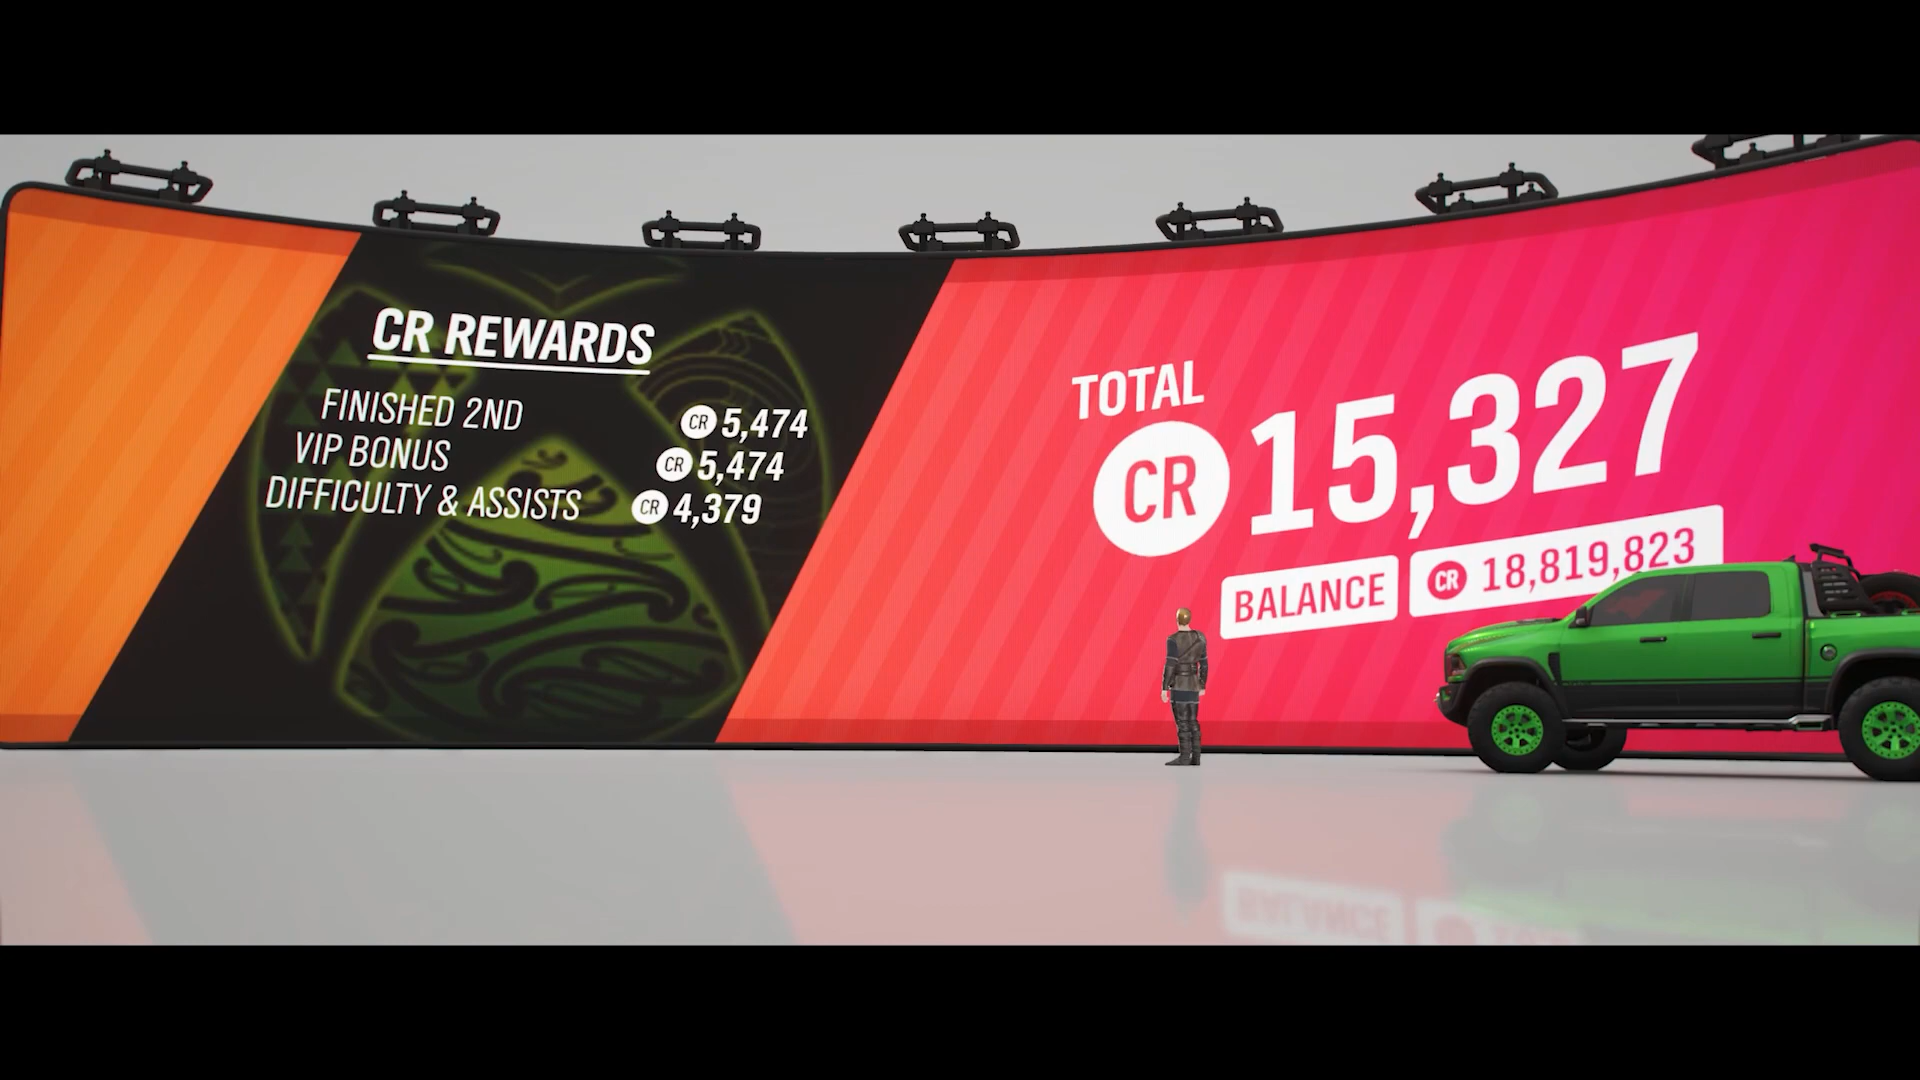 CR REWARDS
FINISHED 2ND CR 5,474
VIP BONUS CR 5,474
DIFFICULTY & ASSISTS CR 4,379
TOTAL
CR 15,327
BALANCE CR 18,819,823